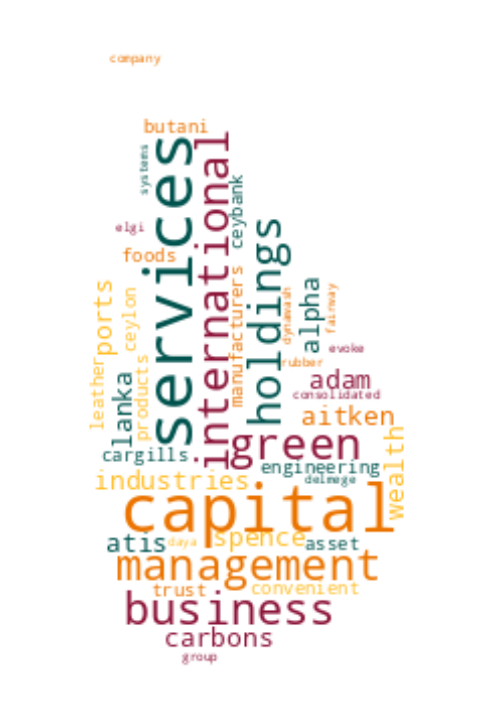 company
butani
systems
services
international
ceybank
elgi
holdings
foods
manufacturers
alpha
ports
ceylon
dynawash
fairway
evoke
leather
products
lanka
rubber
adam
consolidated
aitken
green
cargills
engineering
wealth
industries
delmege
capital
atis
daya
spence
asset
management
trust
convenient
business
carbons
group